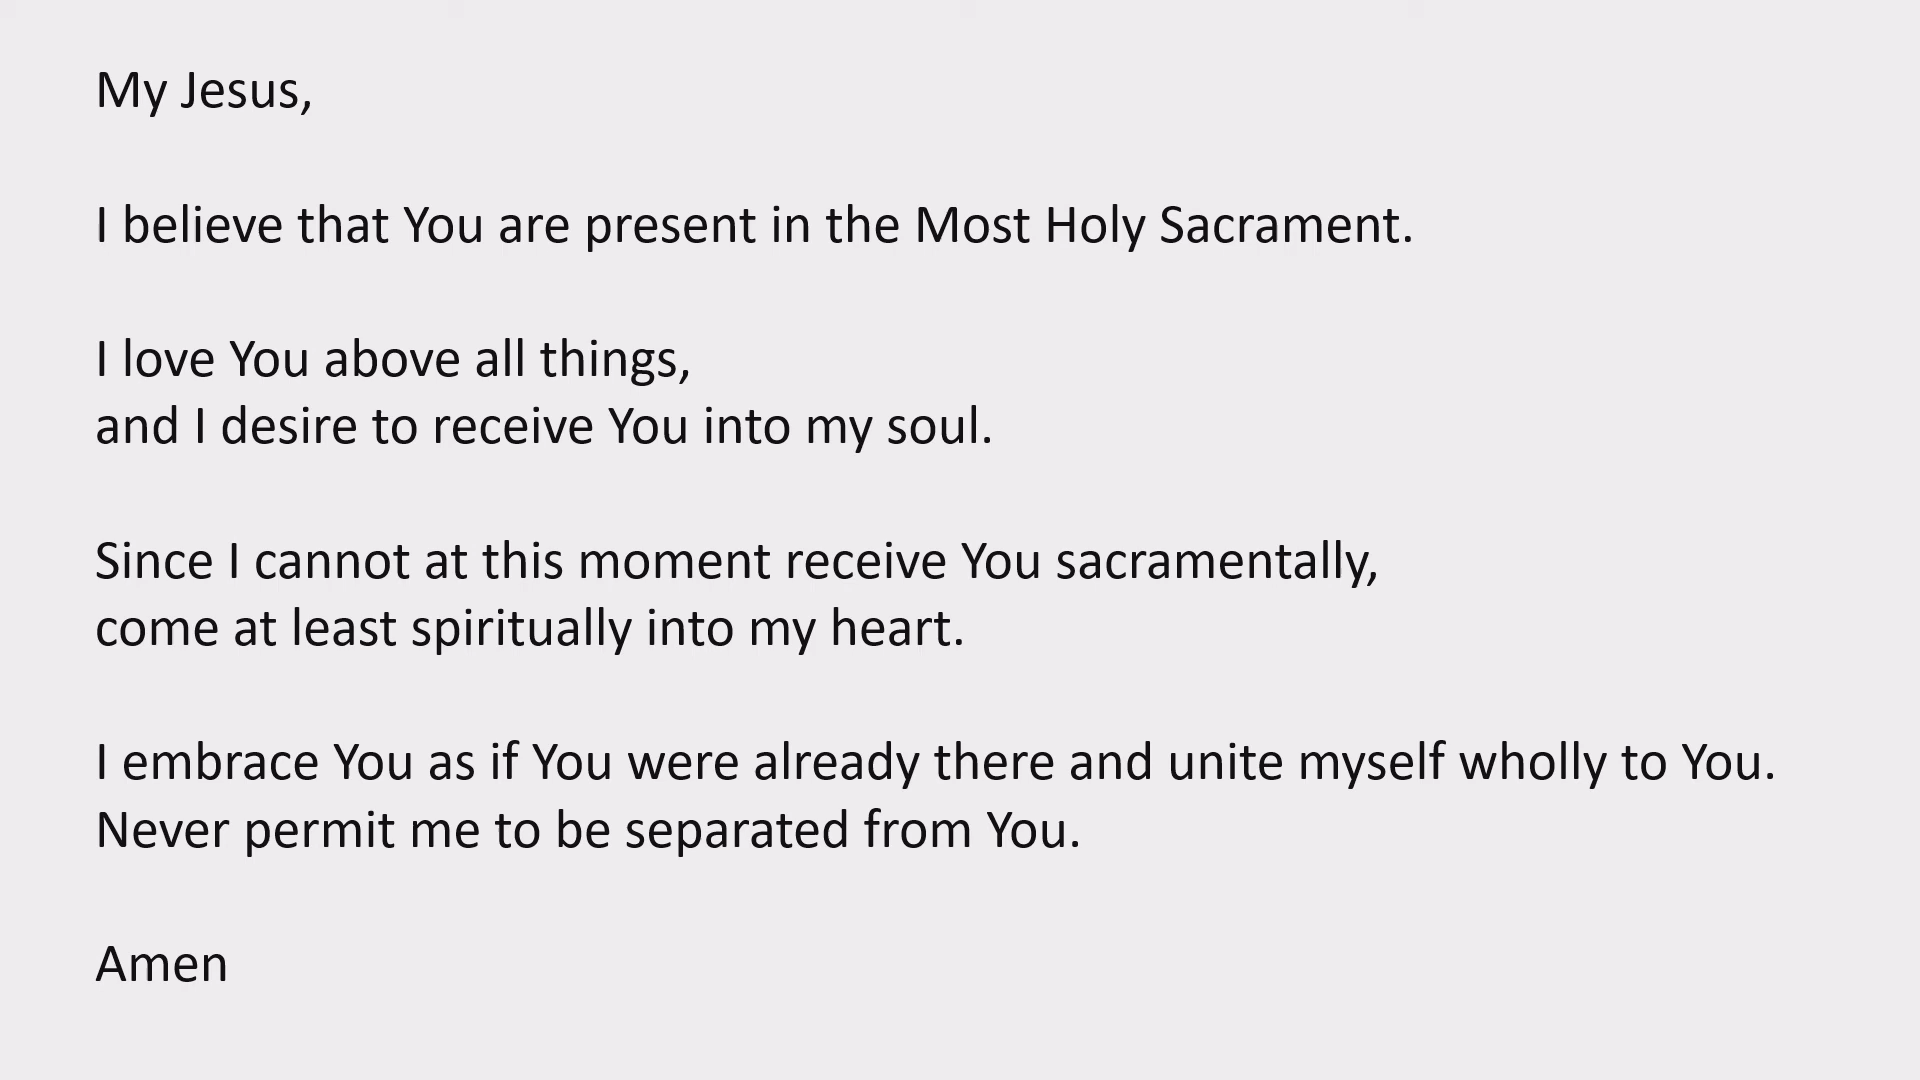 My Jesus,
I believe that You are present in the Most Holy Sacrament.
I love You above all things,
and I desire to receive You into my soul.
Since I cannot at this moment receive You sacramentally,
come at least spiritually into my heart.
I embrace You as if You were already there and unite myself wholly to You.
Never permit me to be separated from You.
Amen